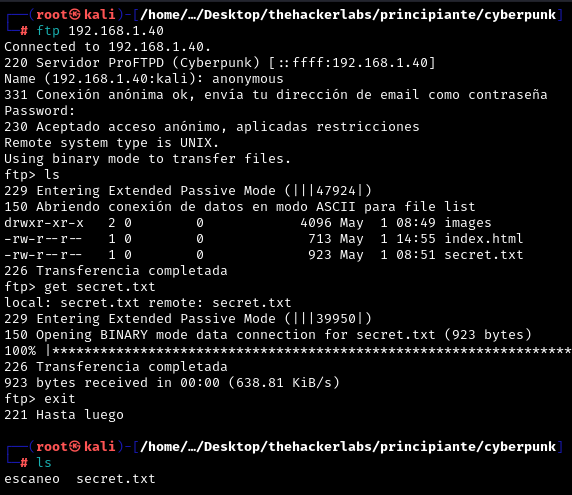 ┌──(root㉿kali)-[/home/…/Desktop/thehackerlabs/principiante/cyberpunk]
└─# ftp 192.168.1.40
Connected to 192.168.1.40.
220 Servidor ProFTPD (Cyberpunk) [::ffff:192.168.1.40]
Name (192.168.1.40:kali): anonymous
331 Conexión anónima ok, envía tu dirección de email como contraseña
Password:
230 Aceptado acceso anónimo, aplicadas restricciones
Remote system type is UNIX.
Using binary mode to transfer files.
ftp> ls
229 Entering Extended Passive Mode (|||47924|)
150 Abriendo conexión de datos en modo ASCII para file list
drwxr-xr-x   2 0        0            4096 May  1 08:49 images
-rw-r--r--   1 0        0             713 May  1 14:55 index.html
-rw-r--r--   1 0        0             923 May  1 08:51 secret.txt
226 Transferencia completada
ftp> get secret.txt
local: secret.txt remote: secret.txt
229 Entering Extended Passive Mode (|||39950|)
150 Opening BINARY mode data connection for secret.txt (923 bytes)
100% |******************************************************************
226 Transferencia completada
923 bytes received in 00:00 (638.81 KiB/s)
ftp> exit
221 Hasta luego
┌──(root㉿kali)-[/home/…/Desktop/thehackerlabs/principiante/cyberpunk]
└─# ls
escaneo  secret.txt